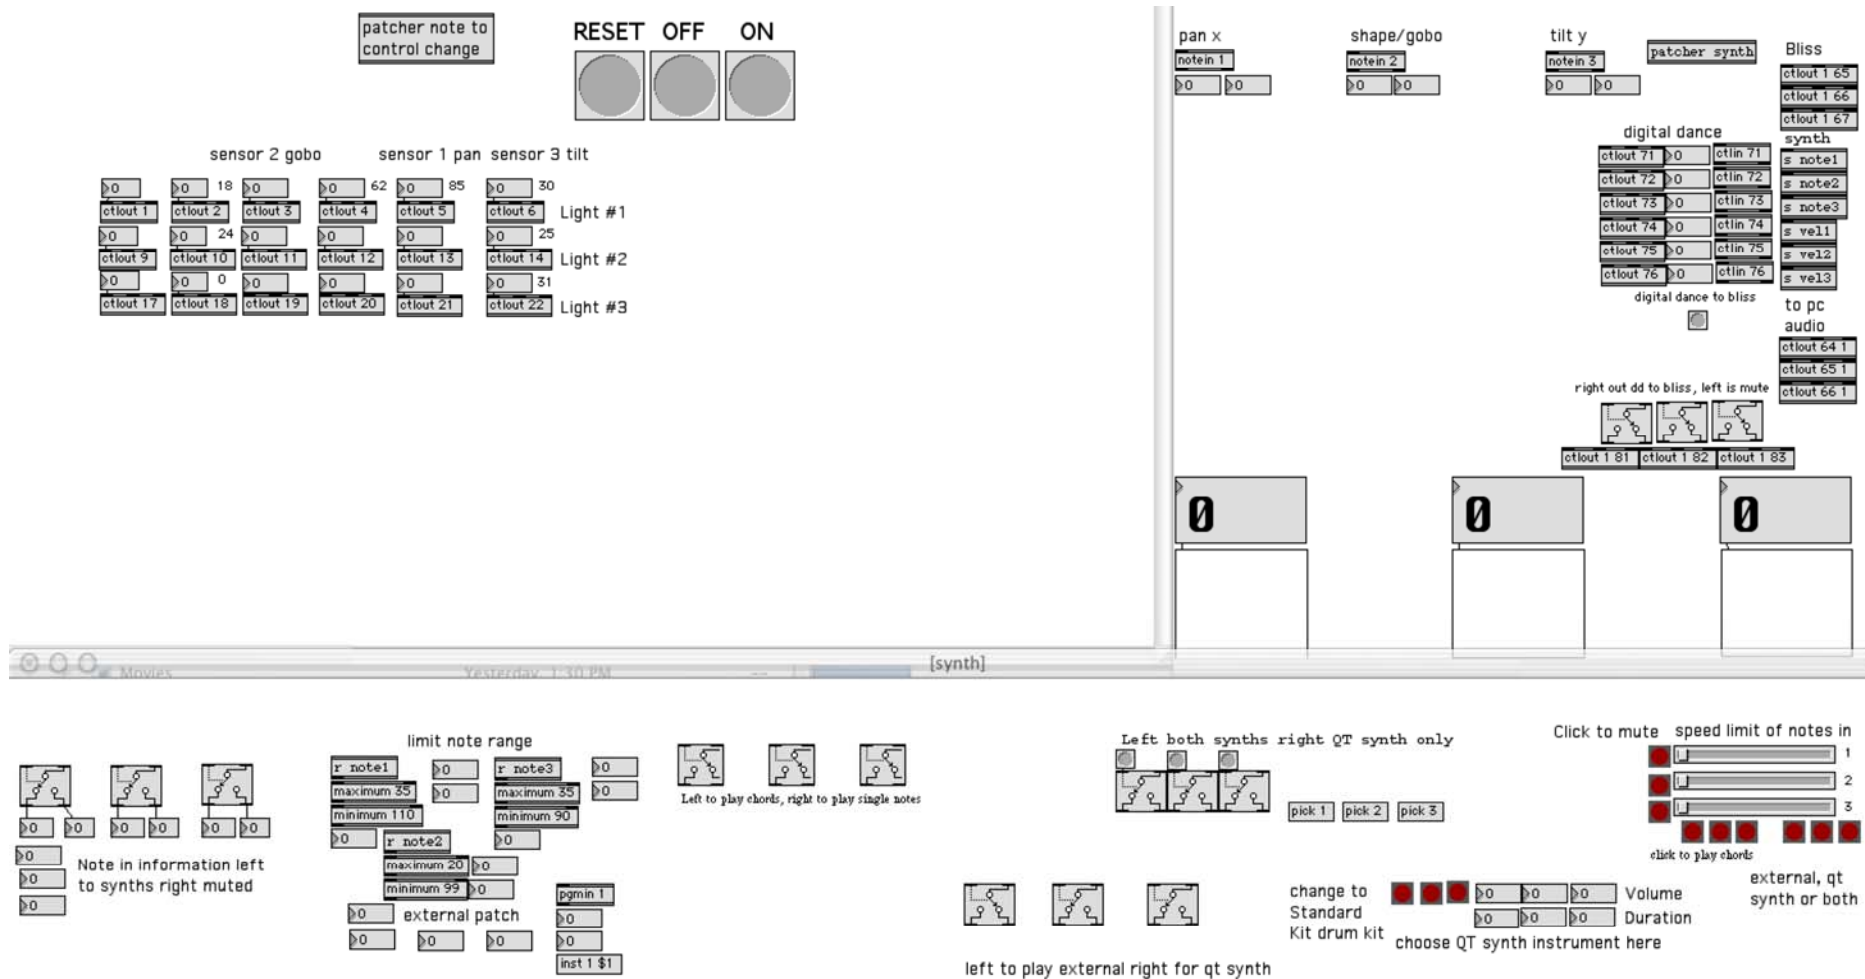 patcher note to
control change
RESET OFF ON
sensor 2 gobo sensor 1 pan sensor 3 tilt
0 0 18 0 0 62 0 85 0 30
ctlout 1 ctlout 2 ctlout 3 ctlout 4 ctlout 5 ctlout 6 Light #1
0 0 24 0 0 0 0 25
ctlout 9 ctlout 10 ctlout 11 ctlout 12 ctlout 13 ctlout 14 Light #2
0 0 0 0 0 0 0 31
ctlout 17 ctlout 18 ctlout 19 ctlout 20 ctlout 21 ctlout 22 Light #3
pan x shape/gobo tilt y
notein 1 notein 2 notein 3
0 0 0 0 0 0
patcher synth
Bliss
ctlout 1 65
ctlout 1 66
ctlout 1 67
synth
s note1
s note2
s note3
s vel1
s vel2
s vel3
to pc
audio
ctlout 64 1
ctlout 65 1
ctlout 66 1
digital dance
ctlout 71 0 ctlin 71
ctlout 72 0 ctlin 72
ctlout 73 0 ctlin 73
ctlout 74 0 ctlin 74
ctlout 75 0 ctlin 75
ctlout 76 0 ctlin 76
digital dance to bliss
right out dd to bliss, left is mute
ctlout 1 81 ctlout 1 82 ctlout 1 83
0 0 0
Movies Yesterday, 1:30 PM -- [synth]
0 0 0 0 0 0
0
0
0
Note in information left
to synths right muted
limit note range
r note1 0 r note3 0
maximum 35 0 maximum 35 0
minimum 110 minimum 90
0 0
r note2
maximum 20 0
minimum 99 0
0 external patch
0 0 0
pgmin 1
0
0
inst 1 $1
Left to play chords, right to play single notes
Left both synths right QT synth only
pick 1 pick 2 pick 3
left to play external right for qt synth
Click to mute speed limit of notes in
1
2
3
click to play chords
external, qt
synth or both
change to
Standard
Kit drum kit
0 0 0 Volume
0 0 0 Duration
choose QT synth instrument here